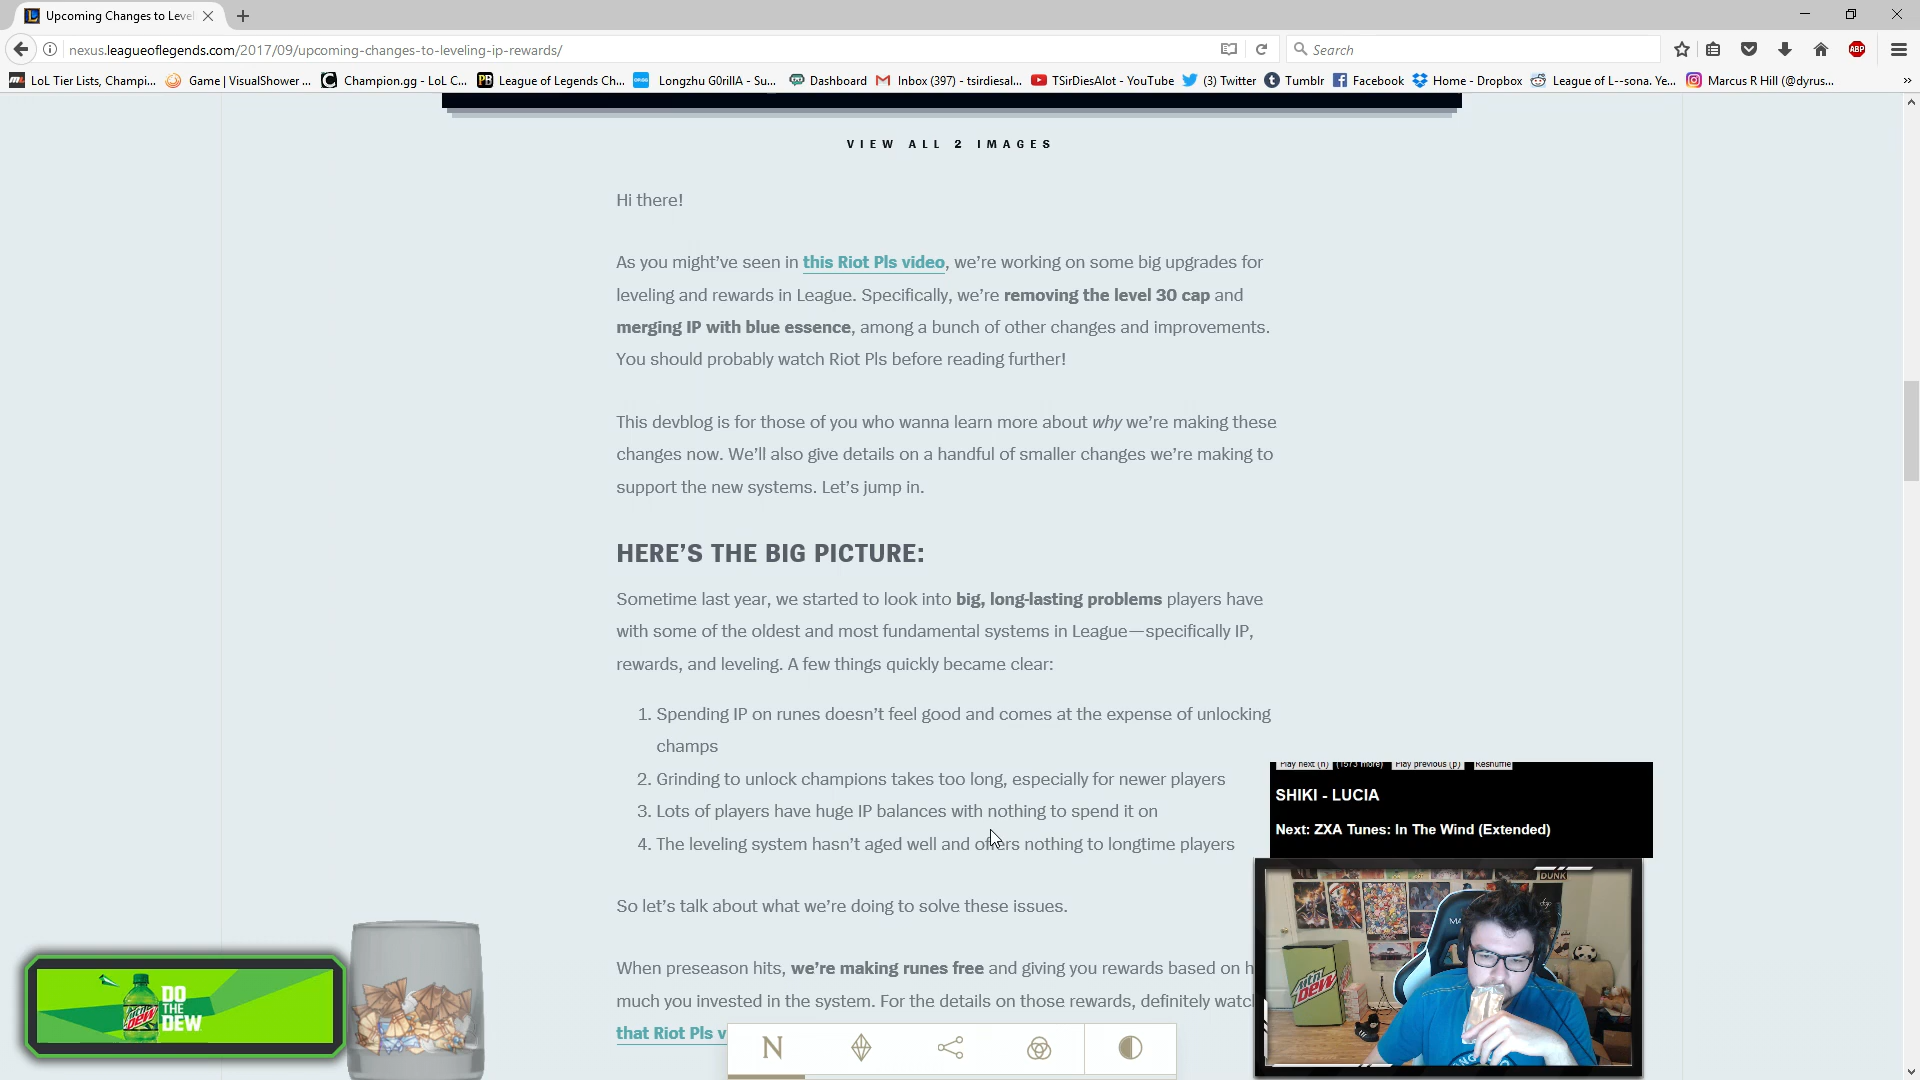 Upcoming Changes to Level
nexus.leagueoflegends.com/2017/09/upcoming-changes-to-leveling-ip-rewards/
Search
ABP
LoL Tier Lists, Champi...
Game | VisualShower ...
Champion.gg - LoL C...
League of Legends Ch...
Longzhu G0rillA - Su...
Dashboard
Inbox (397) - tsirdiesal...
TSirDiesAlot - YouTube
(3) Twitter
Tumblr
Facebook
Home - Dropbox
League of L--sona. Ye...
Marcus R Hill (@dyrus...
VIEW ALL 2 IMAGES
Hi there!
As you might’ve seen in this Riot Pls video, we’re working on some big upgrades for
leveling and rewards in League. Specifically, we’re removing the level 30 cap and
merging IP with blue essence, among a bunch of other changes and improvements.
You should probably watch Riot Pls before reading further!
This devblog is for those of you who wanna learn more about why we’re making these
changes now. We’ll also give details on a handful of smaller changes we’re making to
support the new systems. Let’s jump in.
HERE’S THE BIG PICTURE:
Sometime last year, we started to look into big, long-lasting problems players have
with some of the oldest and most fundamental systems in League—specifically IP,
rewards, and leveling. A few things quickly became clear:
1. Spending IP on runes doesn’t feel good and comes at the expense of unlocking
champs
2. Grinding to unlock champions takes too long, especially for newer players
3. Lots of players have huge IP balances with nothing to spend it on
4. The leveling system hasn’t aged well and offers nothing to longtime players
So let’s talk about what we’re doing to solve these issues.
When preseason hits, we’re making runes free and giving you rewards based on h
much you invested in the system. For the details on those rewards, definitely watc
that Riot Pls v
N
Play next (n) (1573 more) Play previous (p) Reshuffle
SHIKI - LUCIA
Next: ZXA Tunes: In The Wind (Extended)
DUNK
mtn
DEW
mtn
DEW
DO
THE
DEW